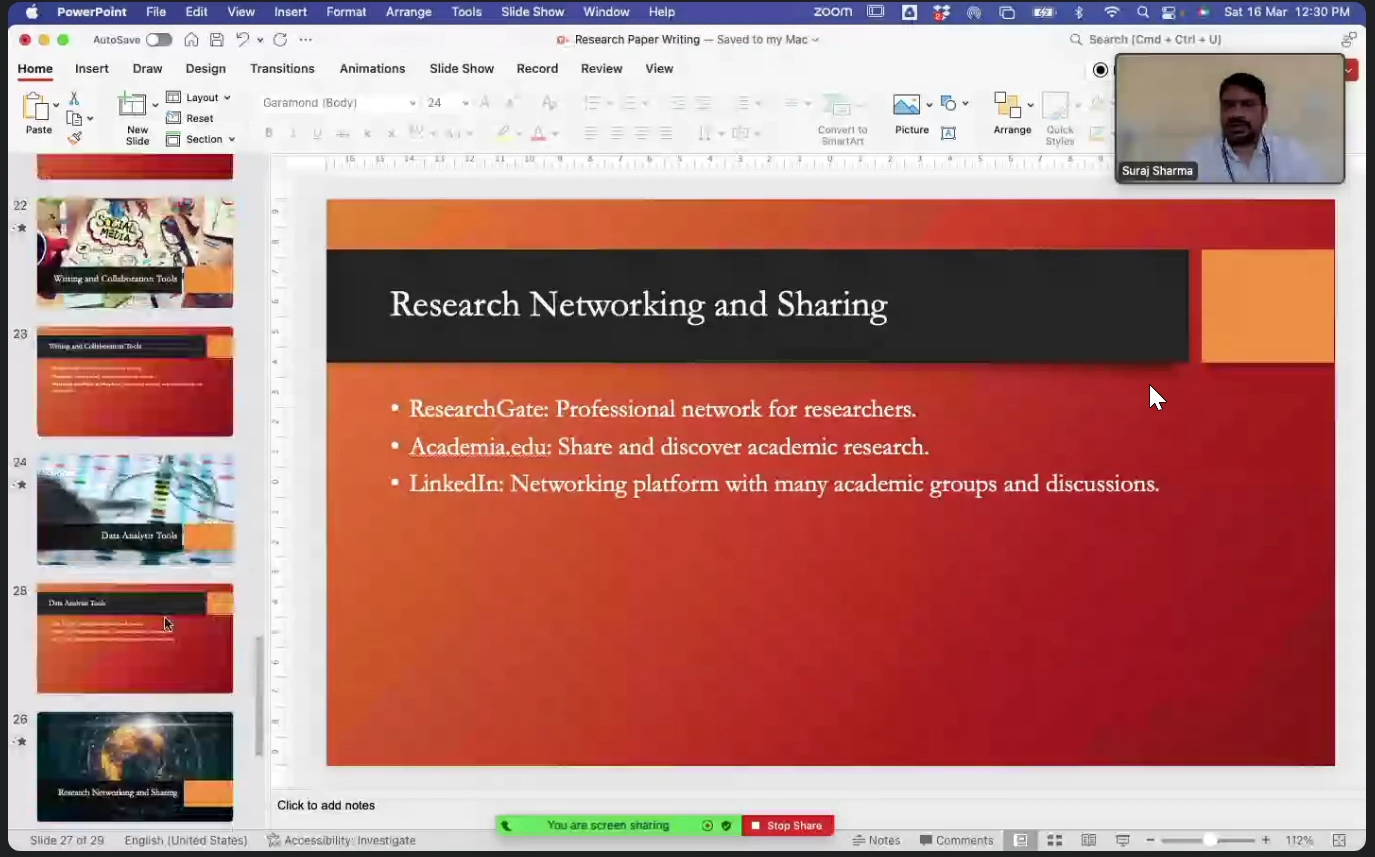 PowerPoint File Edit View Insert Format Arrange Tools Slide Show Window Help zoom Sat 16 Mar 12:30 PM
AutoSave Research Paper Writing — Saved to my Mac Search (Cmd + Ctrl + U)
Home Insert Draw Design Transitions Animations Slide Show Record Review View
Paste New Slide Layout Reset Section Garamond (Body) 24 Convert to SmartArt Picture Arrange Quick Styles
Suraj Sharma
22
SOCIAL MEDIA
Writing and Collaboration Tools
23
Writing and Collaboration Tools
24
Data Analysis Tools
Data Analysis Tools
26
Research Networking and Sharing
Research Networking and Sharing
• ResearchGate: Professional network for researchers.
• Academia.edu: Share and discover academic research.
• LinkedIn: Networking platform with many academic groups and discussions.
Click to add notes
You are screen sharing Stop Share
Slide 27 of 29 English (United States) Accessibility: Investigate Notes Comments 112%